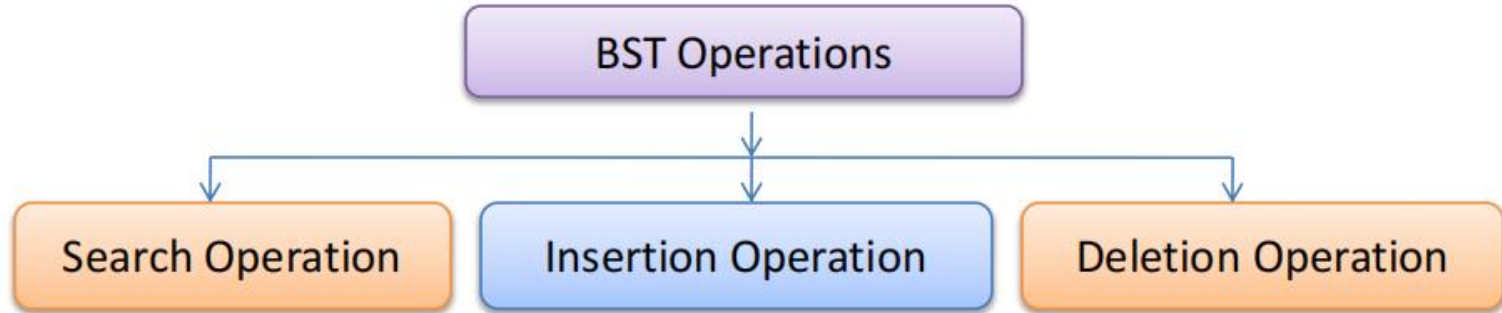 BST Operations
Search Operation
Insertion Operation
Deletion Operation